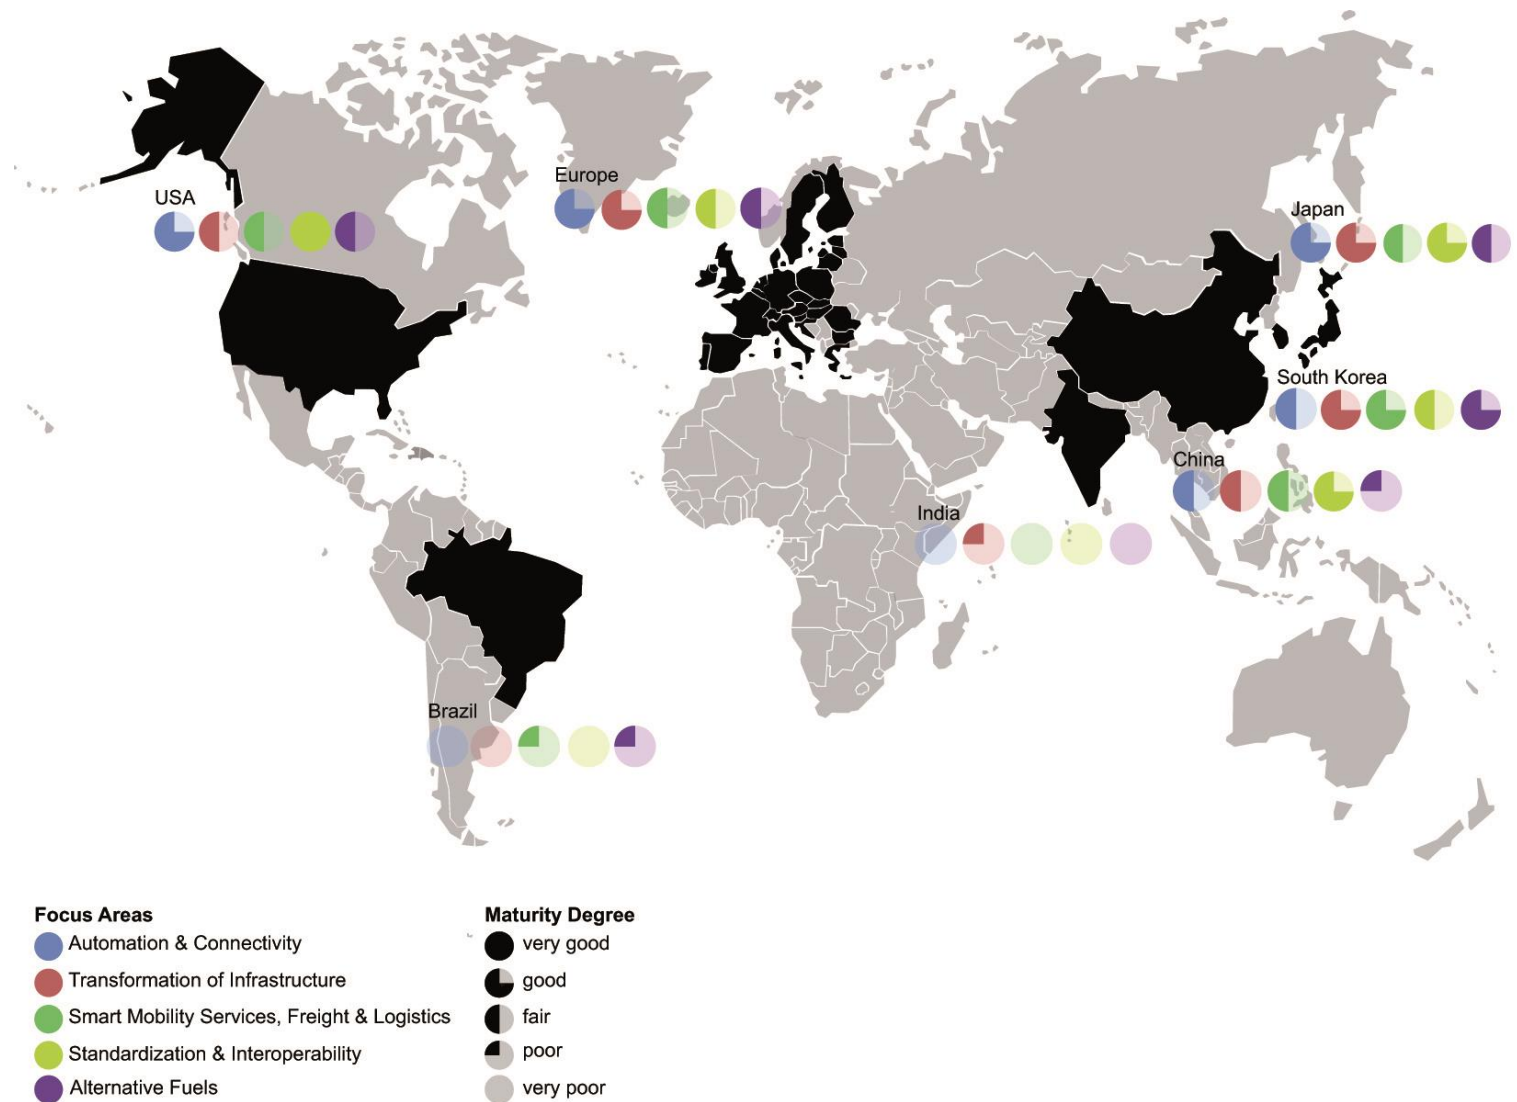 Europe
USA
Japan
South Korea
China
India
Brazil
Focus Areas
Automation & Connectivity
Transformation of Infrastructure
Smart Mobility Services, Freight & Logistics
Standardization & Interoperability
Alternative Fuels
Maturity Degree
very good
good
fair
poor
very poor